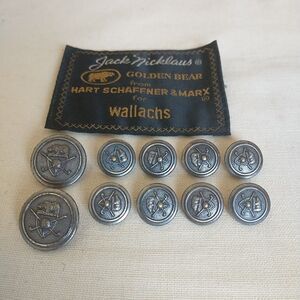 Jack Nicklaus ®
GOLDEN BEAR
from
HART SCHAFFNER & MARX
for
wallachs